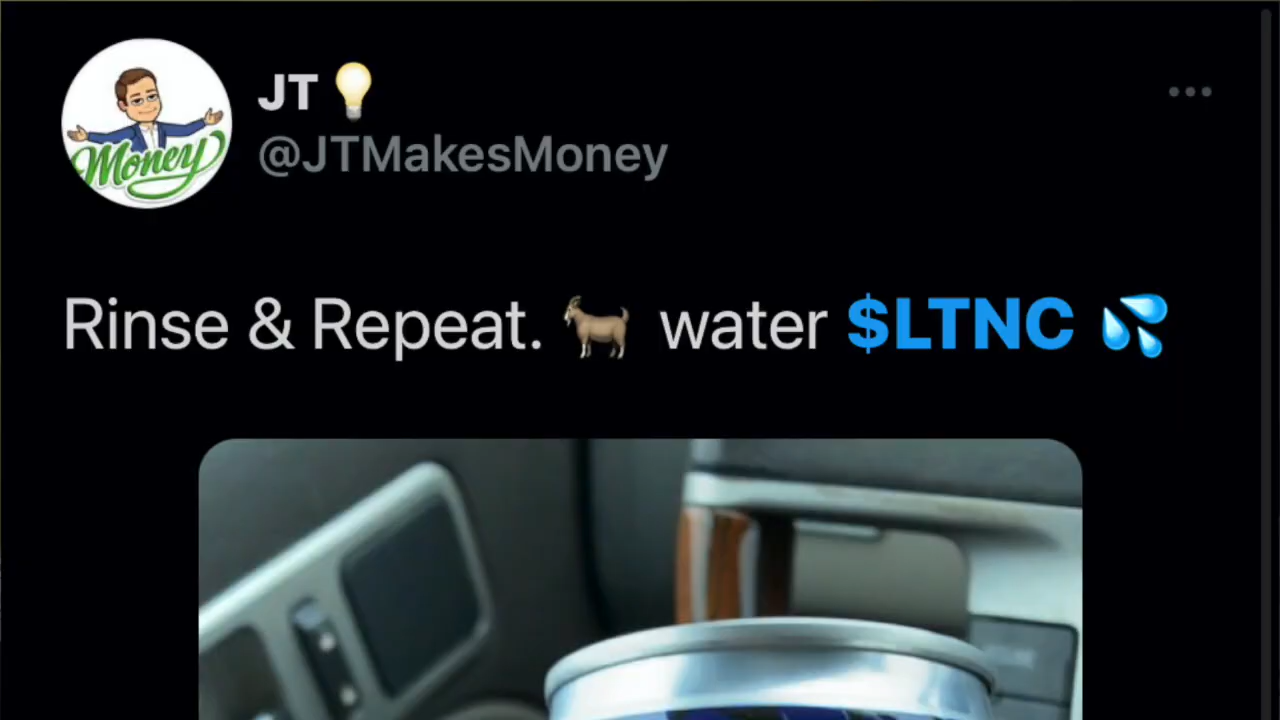 JT 💡
@JTMakesMoney
Money
Rinse & Repeat. 🐐 water $LTNC 💦